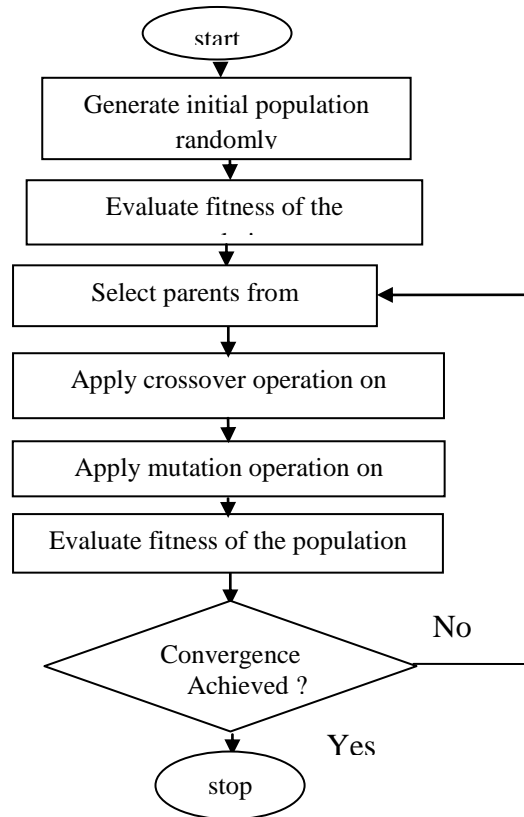 start
Generate initial population
randomly
Evaluate fitness of the
Select parents from
Apply crossover operation on
Apply mutation operation on
Evaluate fitness of the population
Convergence
Achieved ?
No
Yes
stop